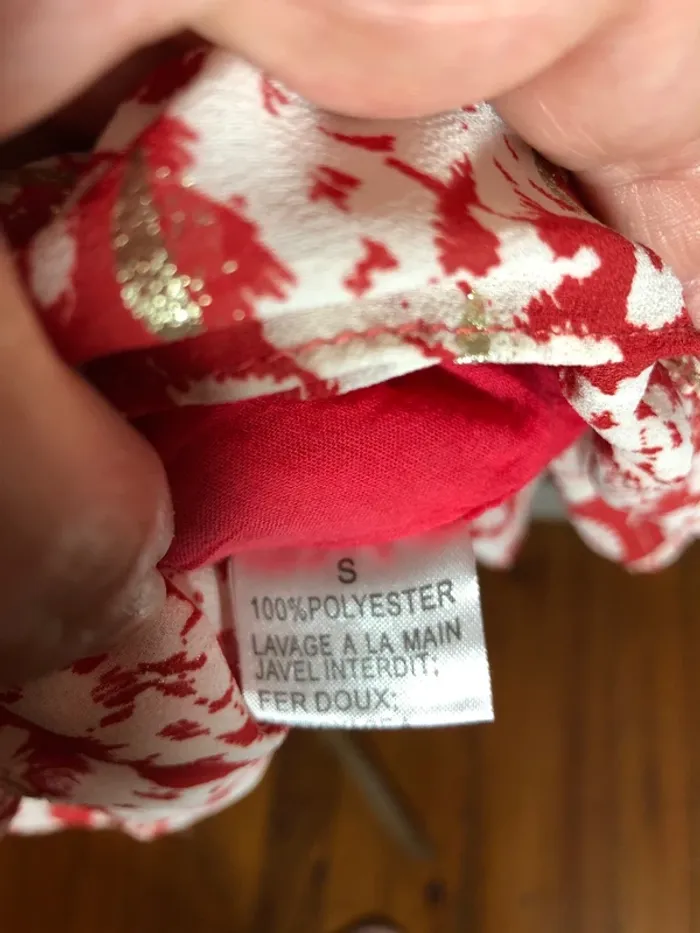 S
100%POLYESTER
LAVAGE A LA MAIN
JAVEL INTERDIT;
FER DOUX;